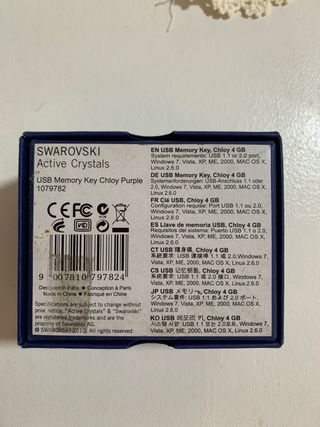 SWAROVSKI
Active Crystals
USB Memory Key Chloy Purple
1079782
CE FC
9 007810 797824
Designed in Paris • Conception à Paris
Made in China • Fabriqué en Chine
Specifications are subject to change without
notice. "Active Crystals" & "Swarovski"
are registered trademarks and are the
property of Swarovski AG
© SWAROVSKI 2010. All rights reserved.
EN USB Memory Key, Chloy 4 GB
System requirements: USB 1.1 or 2.0 port,
Windows 7, Vista, XP, ME, 2000, MAC OS X,
Linux 2.6.0
DE USB Memory Key, Chloy 4 GB
Systemanforderungen: USB-Anschluss 1.1 oder
2.0, Windows 7, Vista, XP, ME, 2000, MAC OS X,
Linux 2.6.0
FR Clé USB, Chloy 4 GB
Configuration requise: Port USB 1.1 ou 2.0,
Windows 7, Vista, XP, ME, 2000, MAC OS X,
Linux 2.6.0
ES Llave de memoria USB, Chloy 4 GB
Requisitos del sistema: Puerto USB 1.1 o 2.0,
Windows 7, Vista, XP, ME, 2000, MAC OS X,
Linux 2.6.0
CT USB 隨身碟, Chloy 4 GB
系統要求: USB 連接埠 1.1 或 2.0,Windows 7,
Vista, XP, ME, 2000, MAC OS X, Linux 2.6.0
CS USB 记忆钥匙, Chloy 4 GB
系统要求: USB 1.1 或 2.0 接口, Windows 7,
Vista, XP, ME, 2000, MAC OS X, Linux 2.6.0
JP USB メモリー, Chloy 4 GB
システム要件: USB 1.1 および 2.0 ポート,
Windows 7, Vista, XP, ME, 2000, MAC OS X,
Linux 2.6.0
KO USB 메모리 키, Chloy 4 GB
시스템 사양: USB 1.1 또는 2.0 포트, Windows
7, Vista, XP, ME, 2000, MAC OS X, Linux 2.6.0